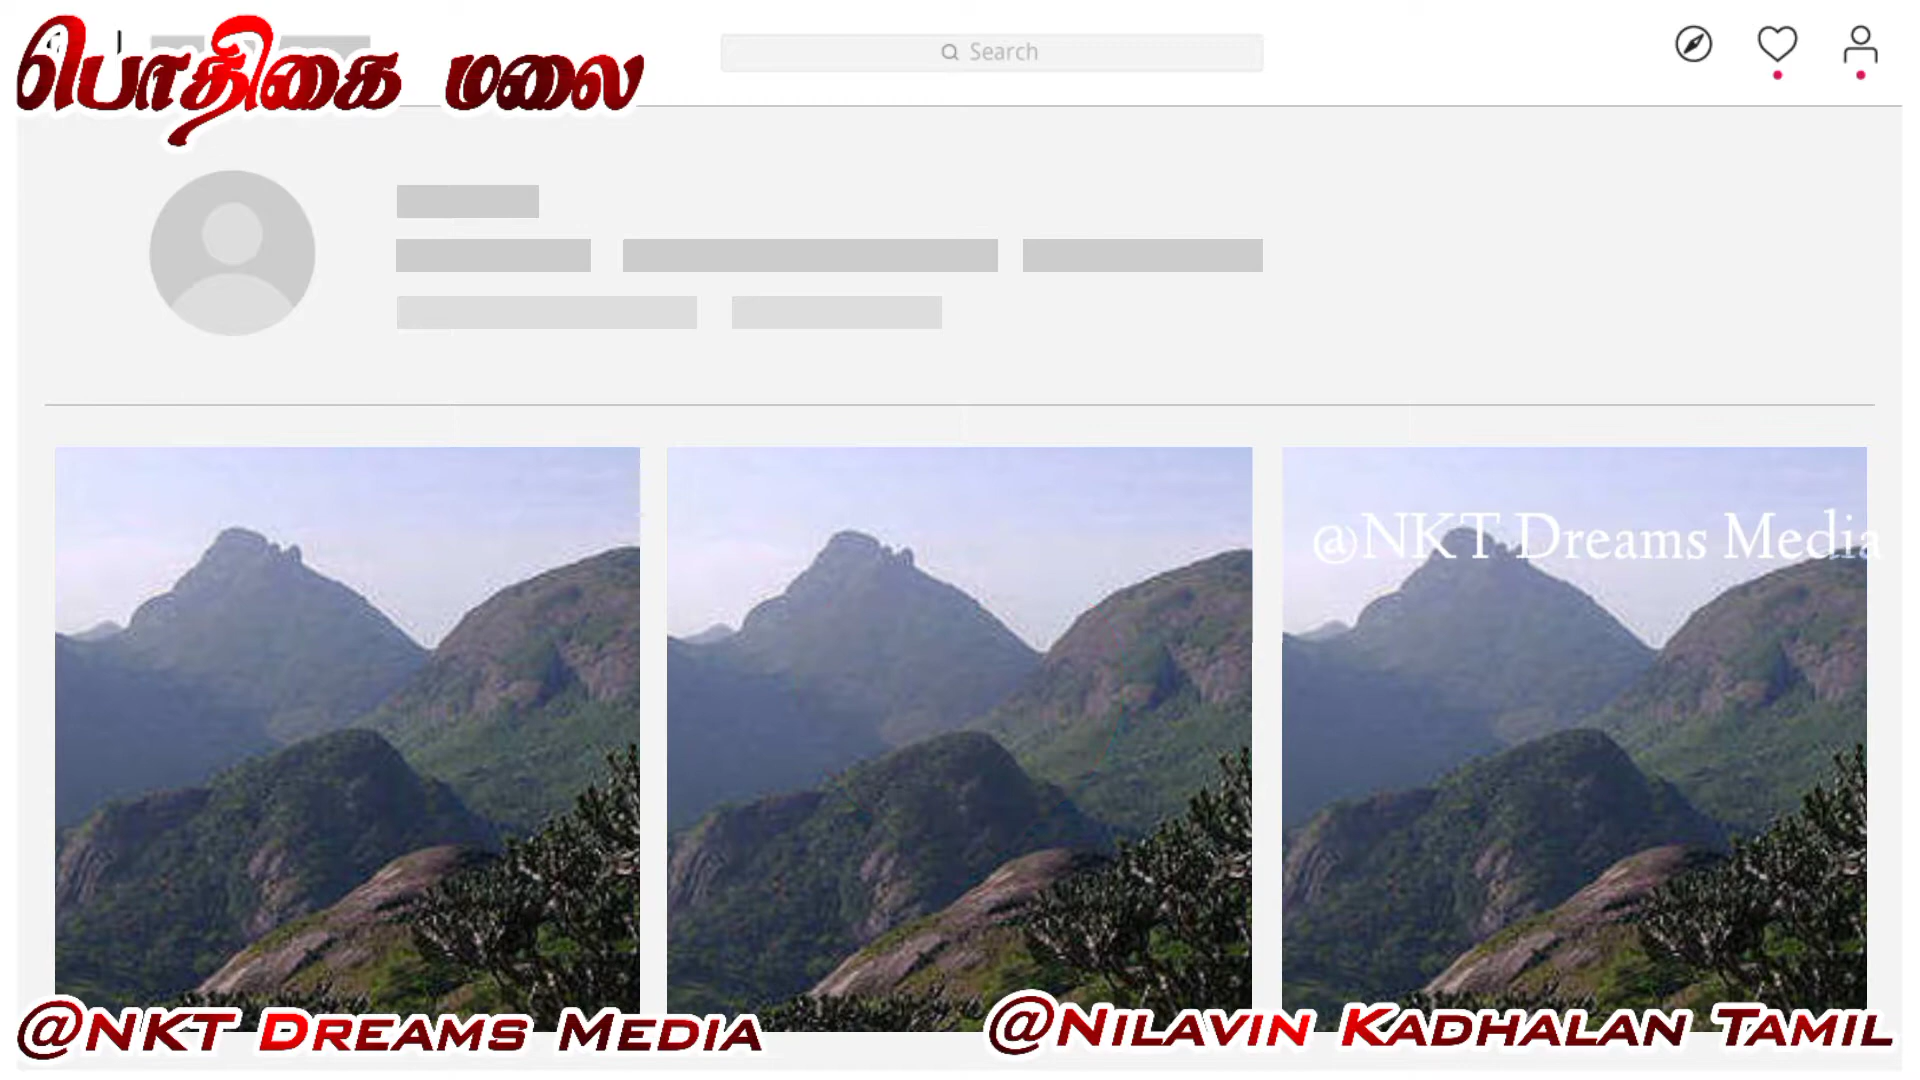 பொதிகை மலை
Search
@NKT Dreams Media
@NKT Dreams Media
@Nilavin Kadhalan Tamil